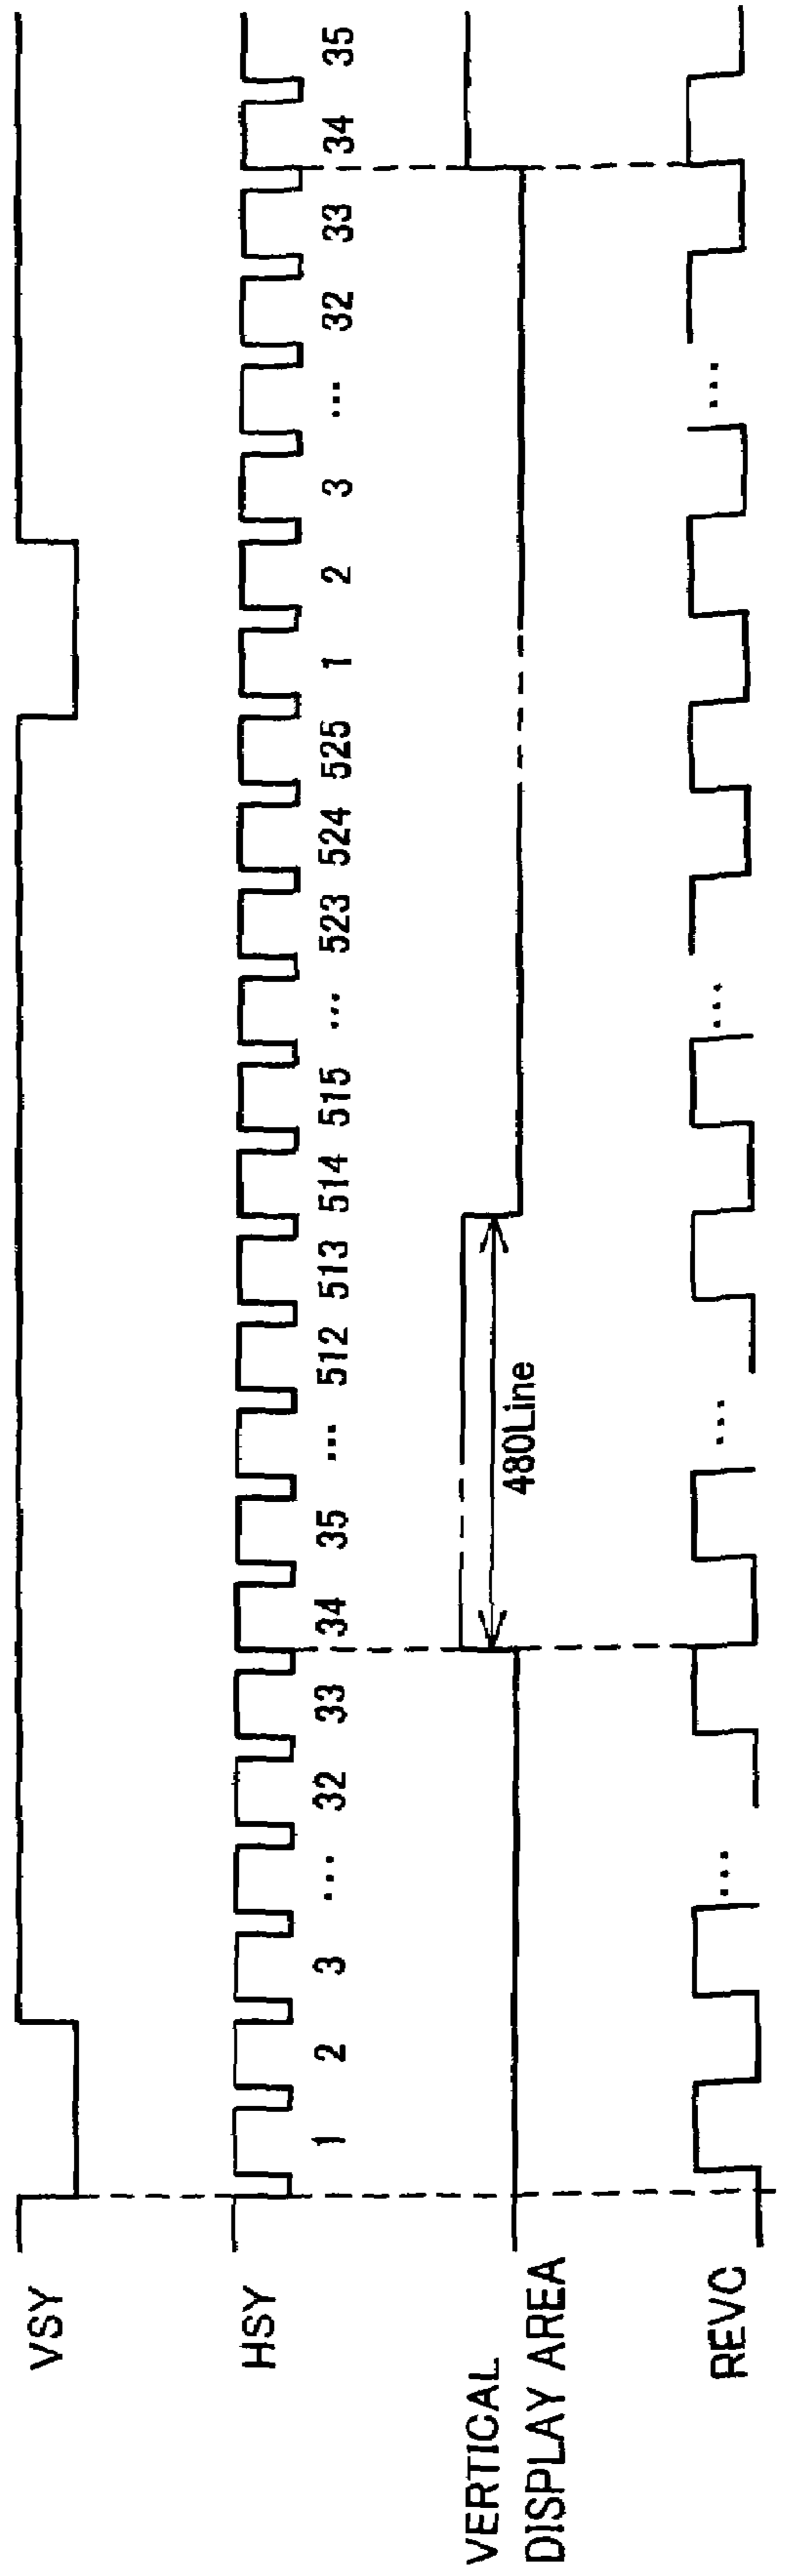 VSY
HSY
1 2 3 ... 32 33 34 35 ... 512 513 514 515 ... 523 524 525 1 2 3 ... 32 33 34 35
VERTICAL
DISPLAY AREA
480Line
REVC
... ... ... ...